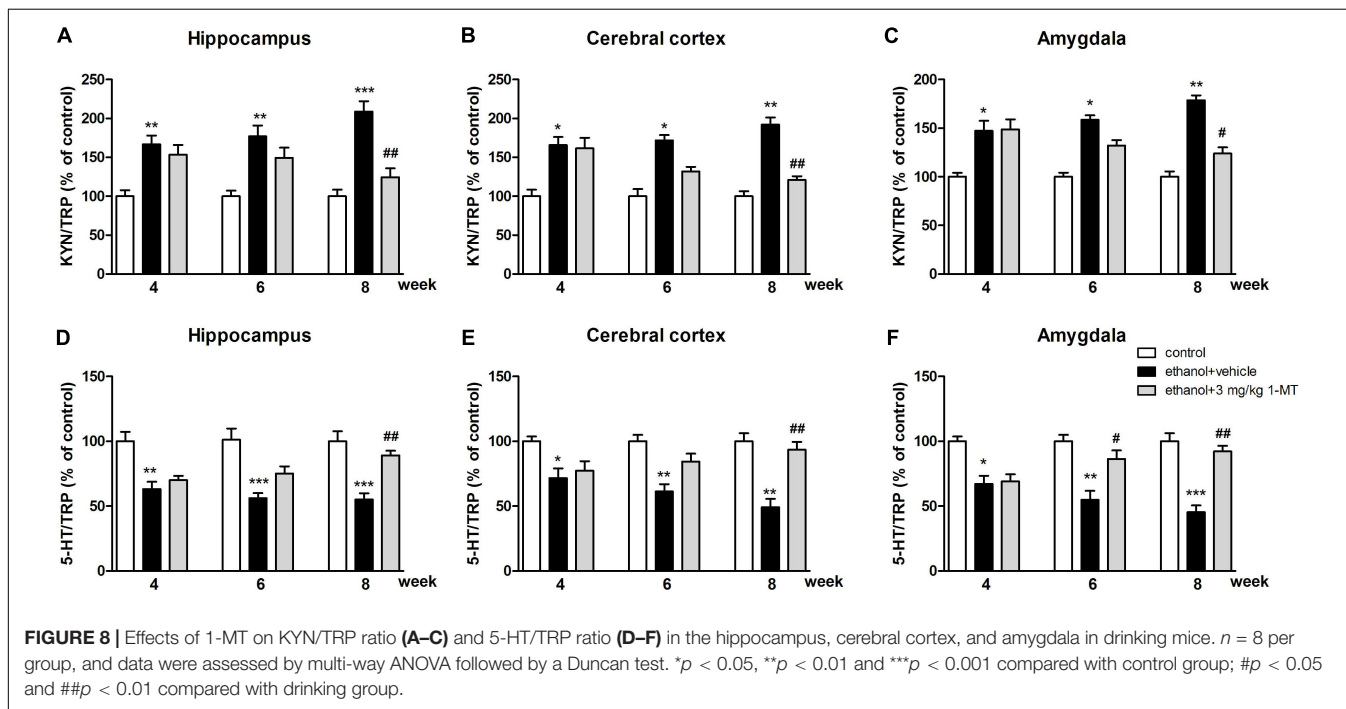 A Hippocampus
KYN/TRP (% of control)
250
200
150
100
50
0
** ** *** ##
4 6 8 week
B Cerebral cortex
KYN/TRP (% of control)
250
200
150
100
50
0
* * ** ##
4 6 8 week
C Amygdala
KYN/TRP (% of control)
200
150
100
50
0
* * ** #
4 6 8 week
D Hippocampus
5-HT/TRP (% of control)
150
100
50
0
** *** *** ##
4 6 8 week
E Cerebral cortex
5-HT/TRP (% of control)
150
100
50
0
* ** ** ##
4 6 8 week
F Amygdala
control
ethanol+vehicle
ethanol+3 mg/kg 1-MT
5-HT/TRP (% of control)
150
100
50
0
* ** # *** ##
4 6 8 week
FIGURE 8 | Effects of 1-MT on KYN/TRP ratio (A–C) and 5-HT/TRP ratio (D–F) in the hippocampus, cerebral cortex, and amygdala in drinking mice. n = 8 per
group, and data were assessed by multi-way ANOVA followed by a Duncan test. *p < 0.05, **p < 0.01 and ***p < 0.001 compared with control group; #p < 0.05
and ##p < 0.01 compared with drinking group.